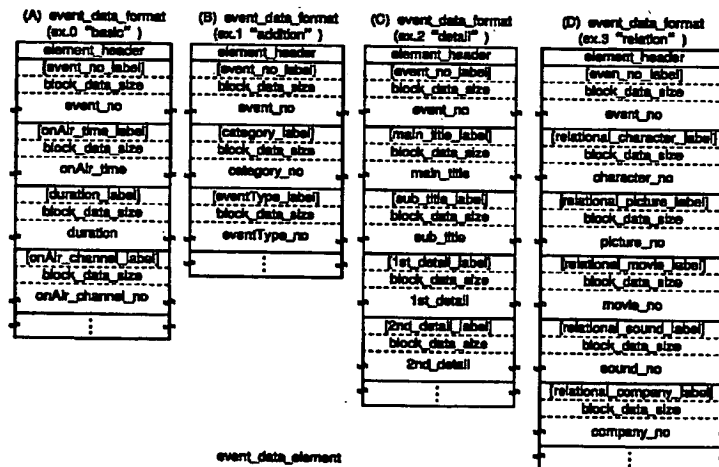 (A) event_data_format
(ex.0 "basic" )
element_header
[event_no_label]
block_data_size
event_no
[onAir_time_label]
block_data_size
onAir_time
[duration_label]
block_data_size
duration
[onAir_channel_label]
block_data_size
onAir_channel_no
⋮
(B) event_data_format
(ex.1 "addition" )
element_header
[event_no_label]
block_data_size
event_no
[category_label]
block_data_size
category_no
[eventType_label]
block_data_size
eventType_no
⋮
(C) event_data_format
(ex.2 "detail" )
element_header
[event_no_label]
block_data_size
event_no
[main_title_label]
block_data_size
main_title
[sub_title_label]
block_data_size
sub_title
[1st_detail_label]
block_data_size
1st_detail
[2nd_detail_label]
block_data_size
2nd_detail
⋮
(D) event_data_format
(ex.3 "relation" )
element_header
[even_no_label]
block_data_size
event_no
[relational_character_label]
block_data_size
character_no
[relational_picture_label]
block_data_size
picture_no
[relational_movie_label]
block_data_size
movie_no
[relational_sound_label]
block_data_size
sound_no
[relational_company_label]
block_data_size
company_no
⋮
event_data_element